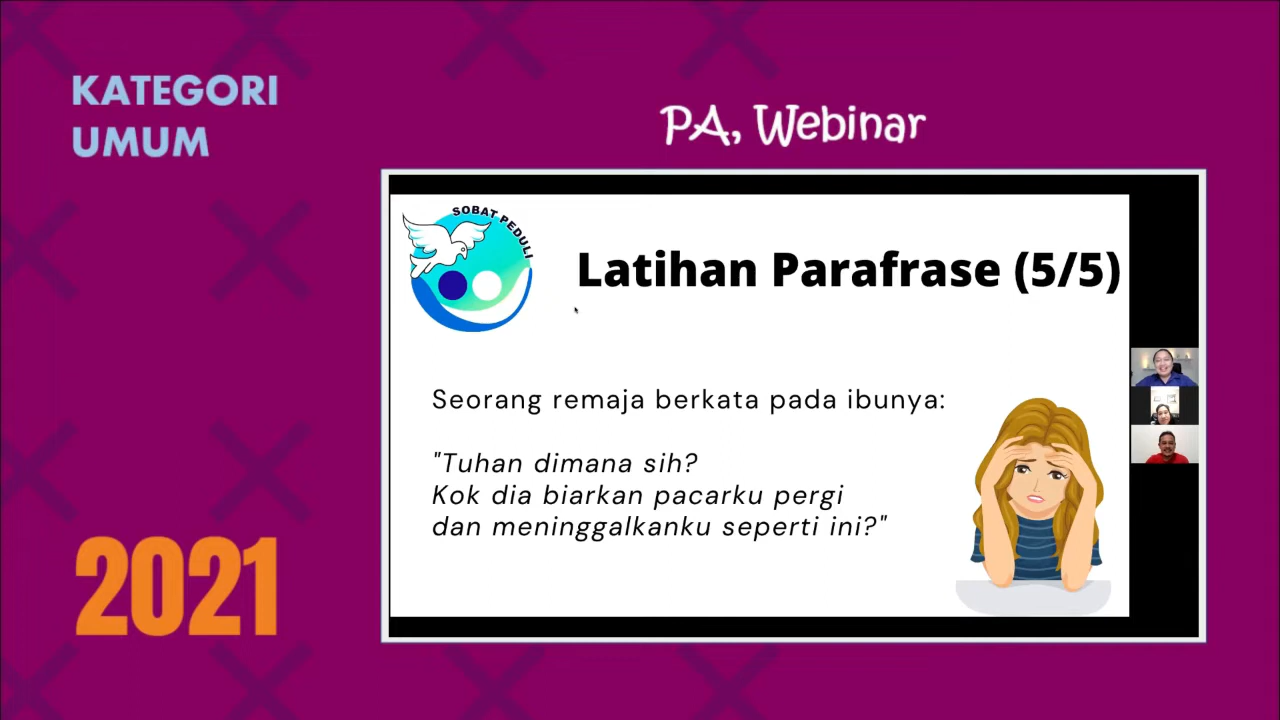 KATEGORI
UMUM
PA, Webinar
SOBAT PEDULI
Latihan Parafrase (5/5)
Seorang remaja berkata pada ibunya:
"Tuhan dimana sih?
Kok dia biarkan pacarku pergi
dan meninggalkanku seperti ini?"
2021